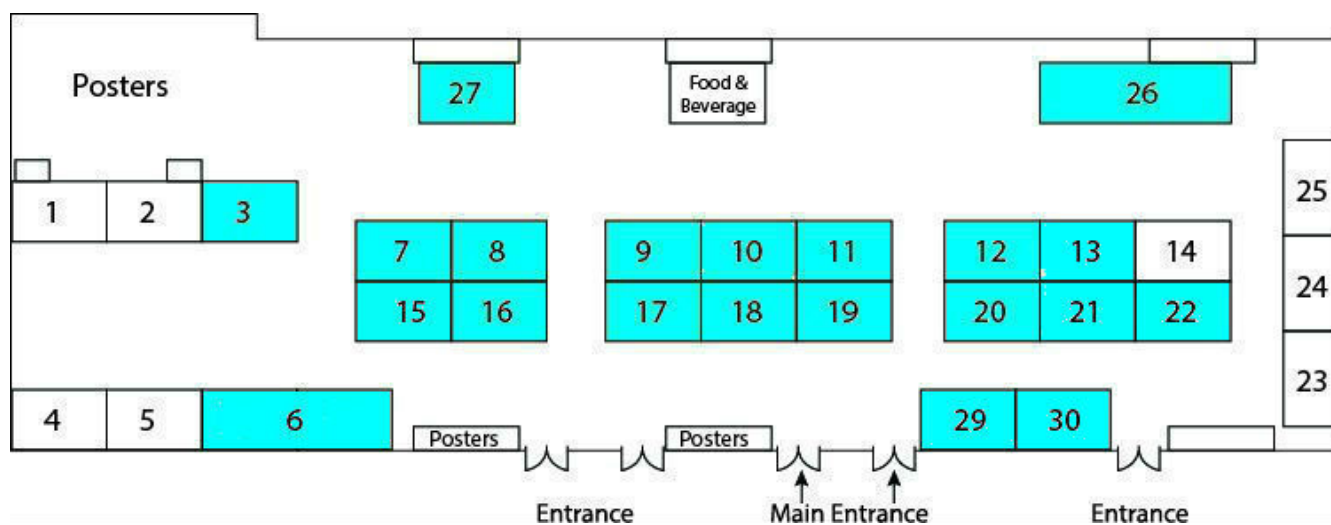 Posters
27
Food &
Beverage
26
1 2 3
25
7 8 9 10 11 12 13 14
24
15 16 17 18 19 20 21 22
23
4 5 6
29 30
Posters Posters
Entrance Main Entrance Entrance